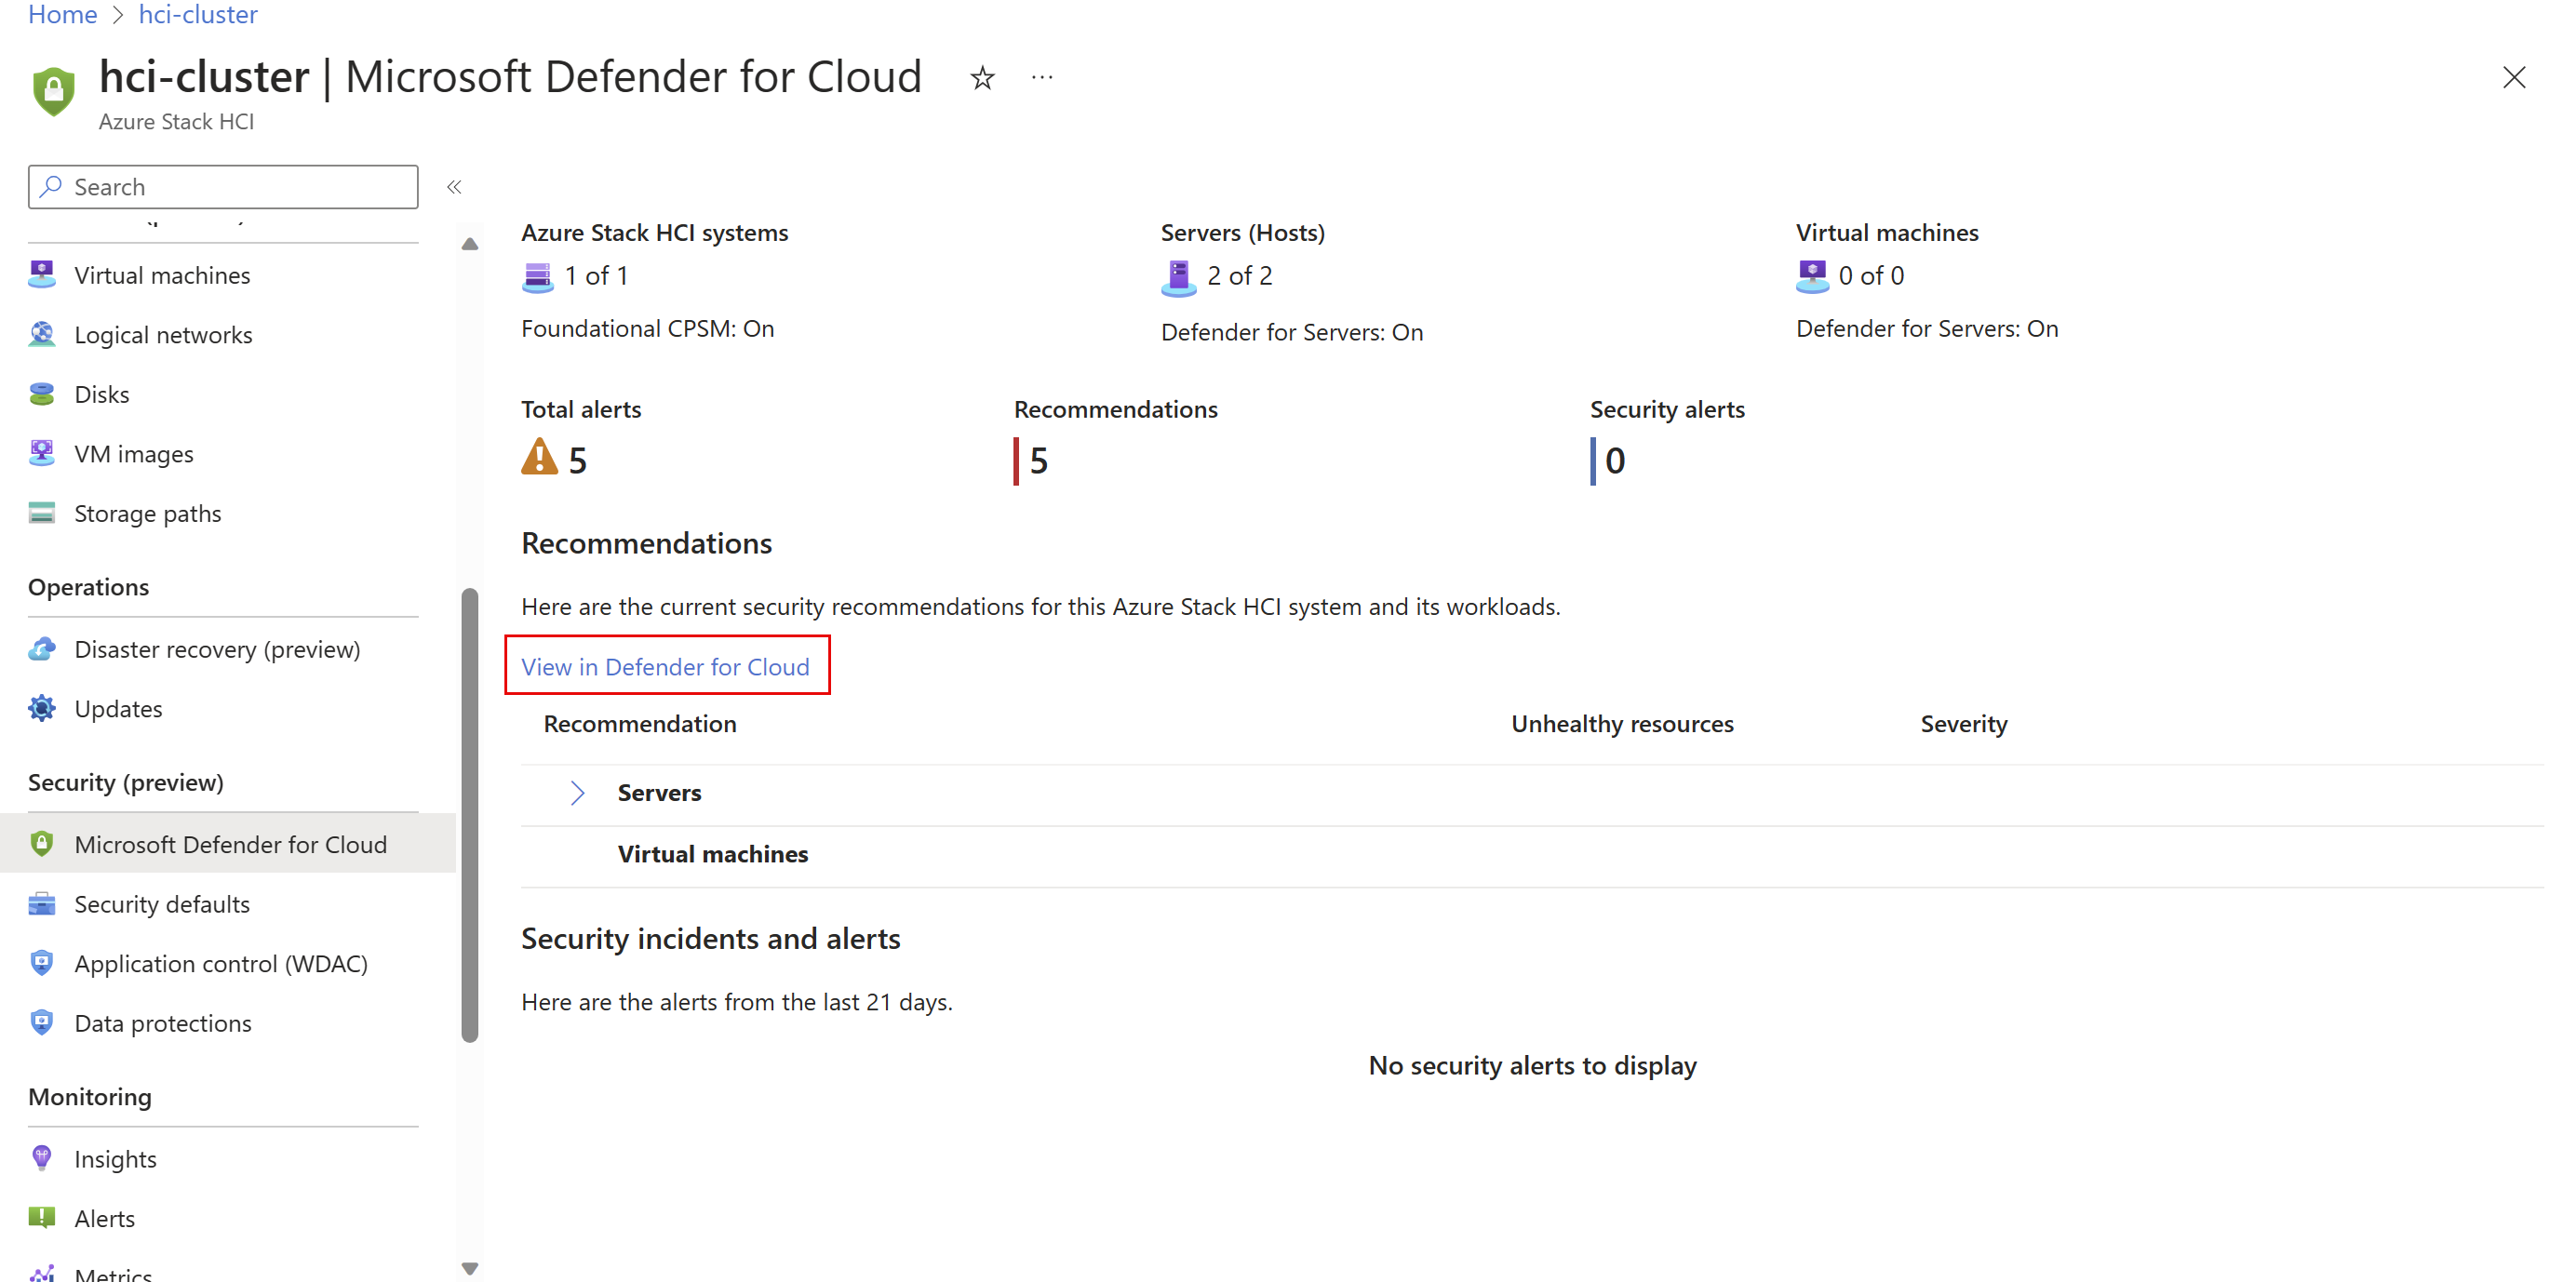 Home > hci-cluster
hci-cluster | Microsoft Defender for Cloud
Azure Stack HCI
Search
Virtual machines
Logical networks
Disks
VM images
Storage paths
Operations
Disaster recovery (preview)
Updates
Security (preview)
Microsoft Defender for Cloud
Security defaults
Application control (WDAC)
Data protections
Monitoring
Insights
Alerts
Metrics
Azure Stack HCI systems
1 of 1
Foundational CPSM: On
Servers (Hosts)
2 of 2
Defender for Servers: On
Virtual machines
0 of 0
Defender for Servers: On
Total alerts
5
Recommendations
5
Security alerts
0
Recommendations
Here are the current security recommendations for this Azure Stack HCI system and its workloads.
View in Defender for Cloud
Recommendation Unhealthy resources Severity
Servers
Virtual machines
Security incidents and alerts
Here are the alerts from the last 21 days.
No security alerts to display